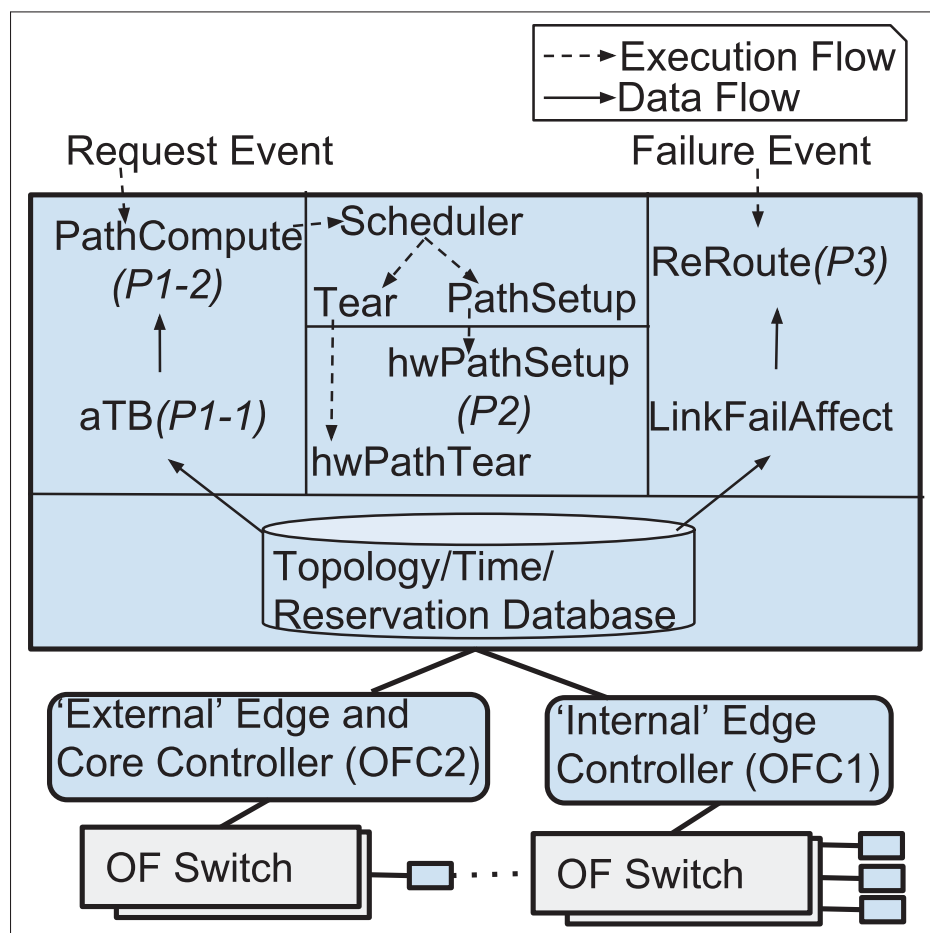 Execution Flow
Data Flow
Request Event
Failure Event
PathCompute
(P1-2)
Scheduler
Tear
PathSetup
ReRoute(P3)
aTB(P1-1)
hwPathSetup
(P2)
hwPathTear
LinkFailAffect
Topology/Time/
Reservation Database
‘External’ Edge and
Core Controller (OFC2)
‘Internal’ Edge
Controller (OFC1)
OF Switch
OF Switch